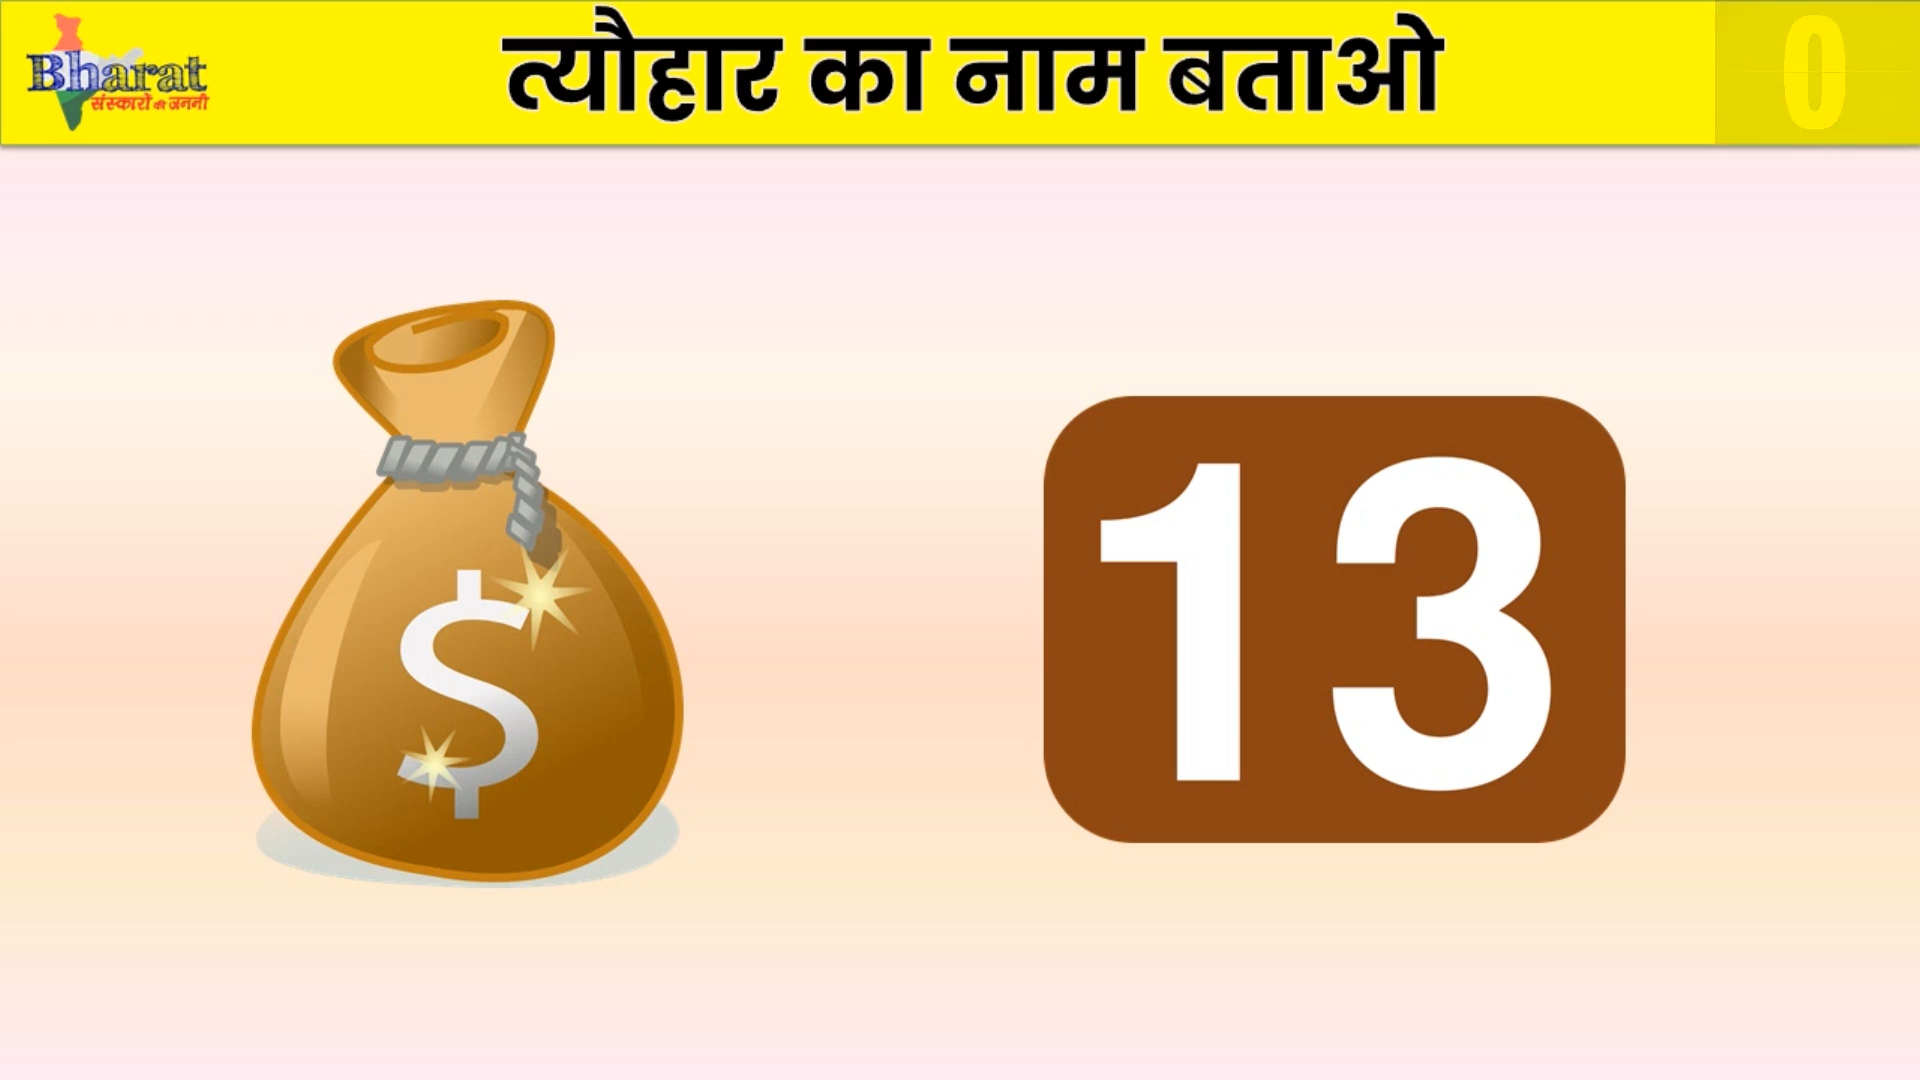 Bharat
संस्कारों की जननी
त्यौहार का नाम बताओ
0
$
13